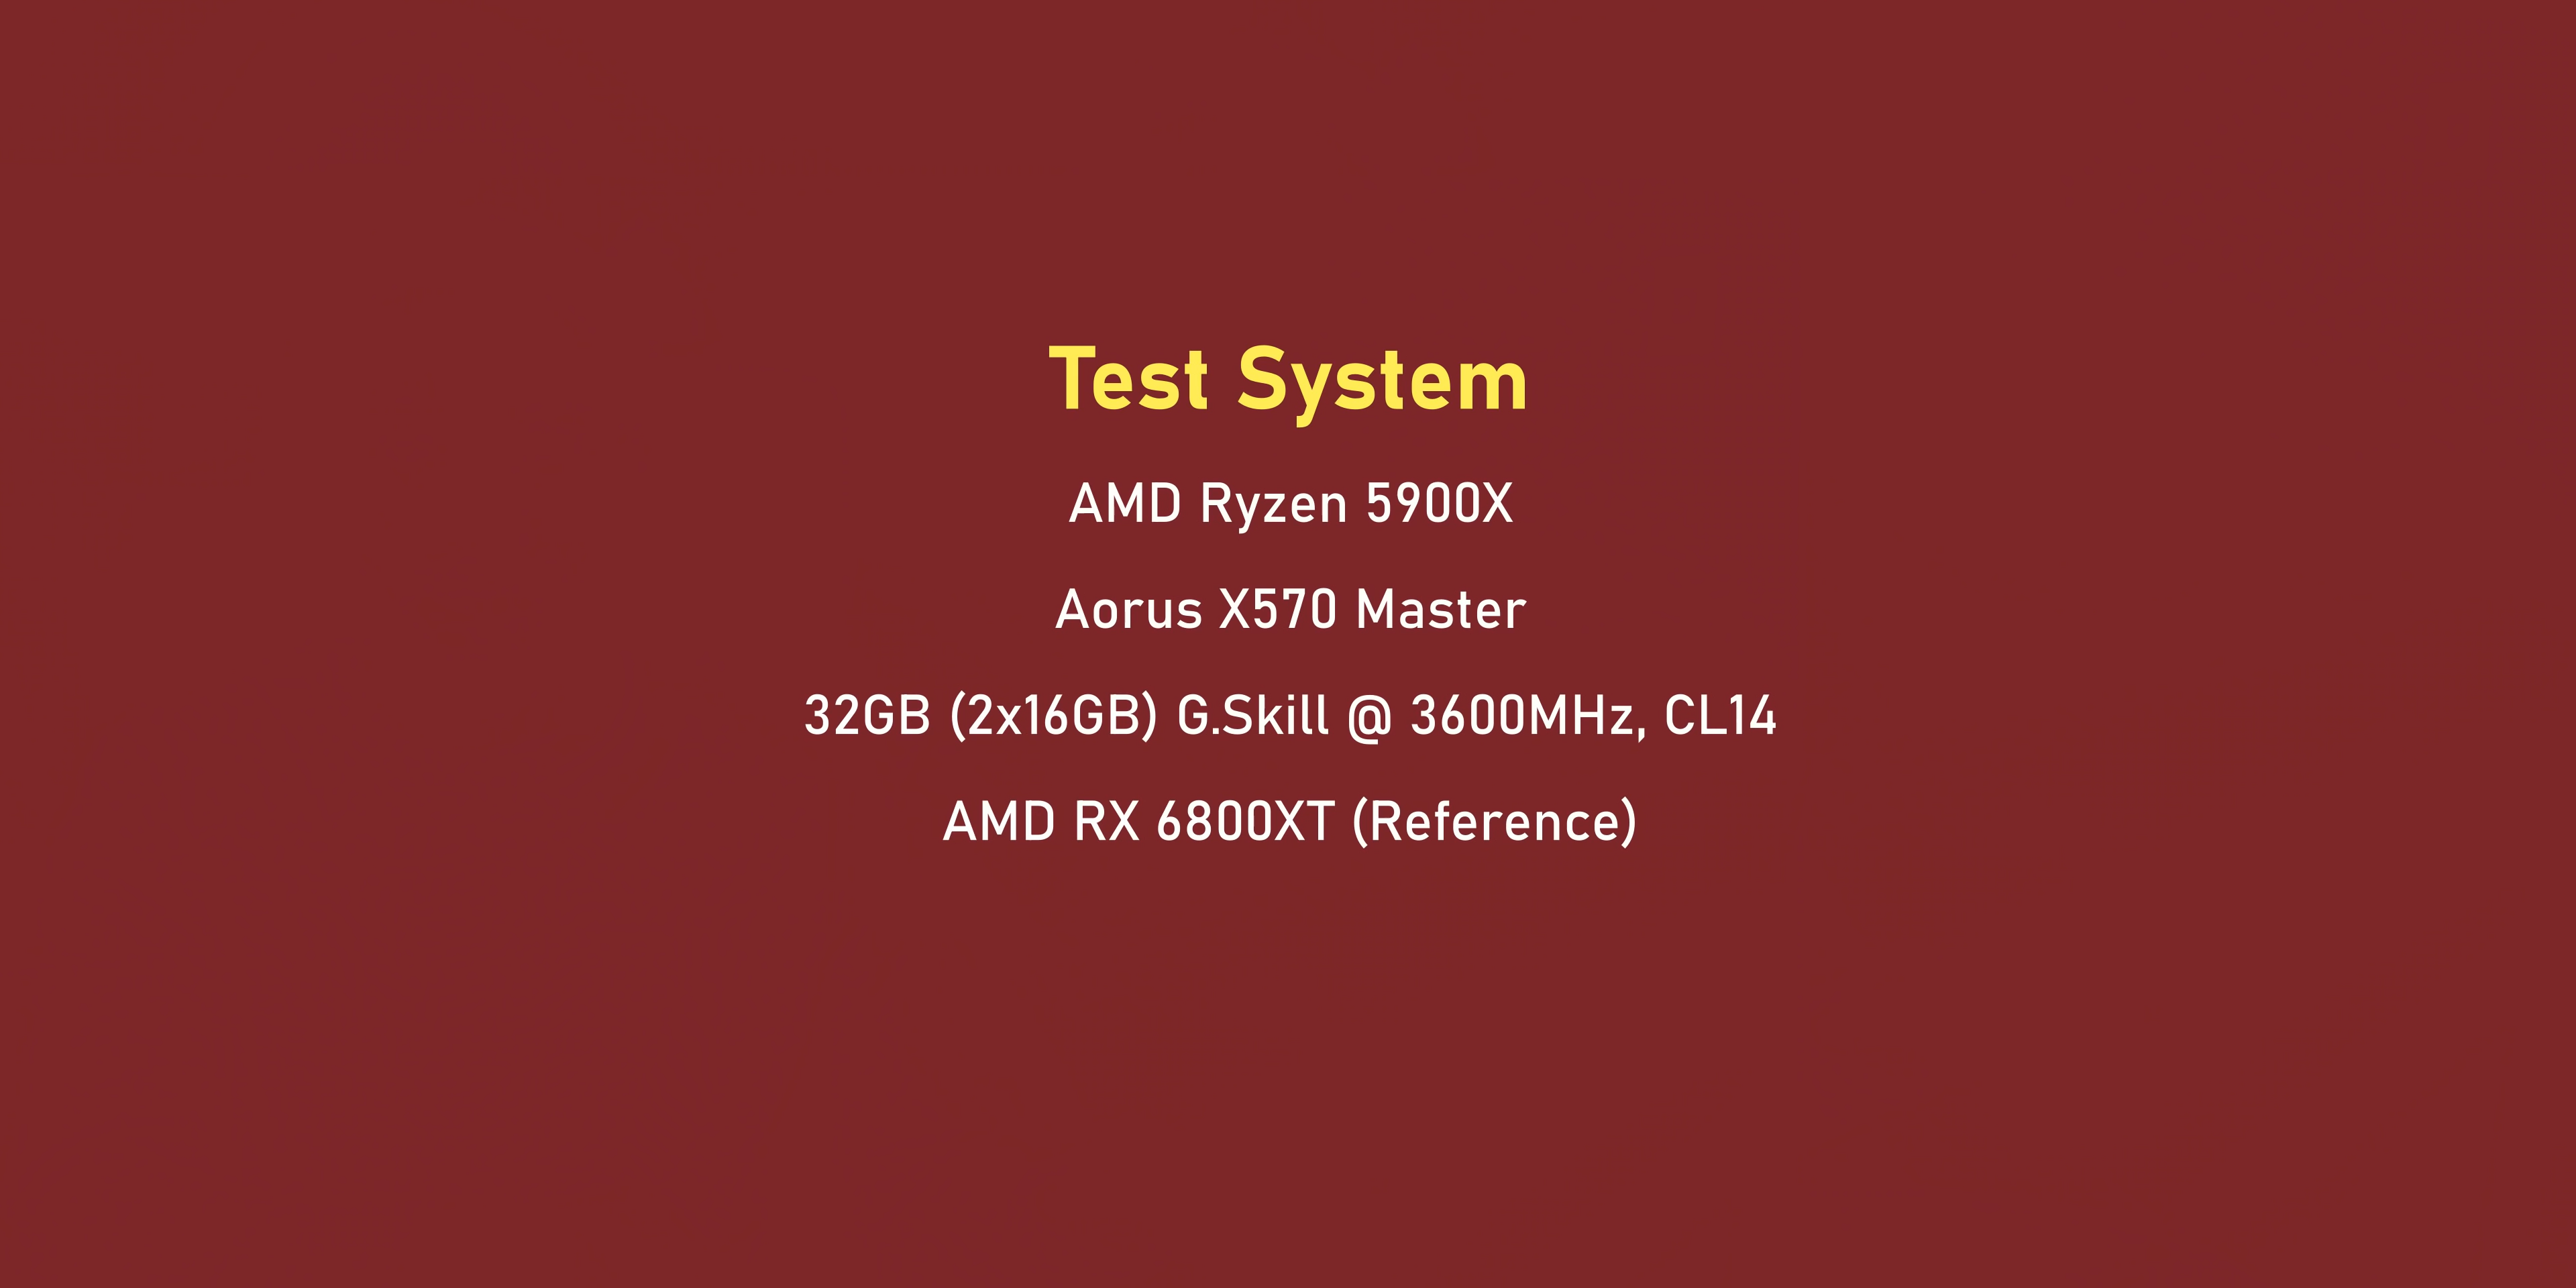 Test System
AMD Ryzen 5900X
Aorus X570 Master
32GB (2x16GB) G.Skill @ 3600MHz, CL14
AMD RX 6800XT (Reference)